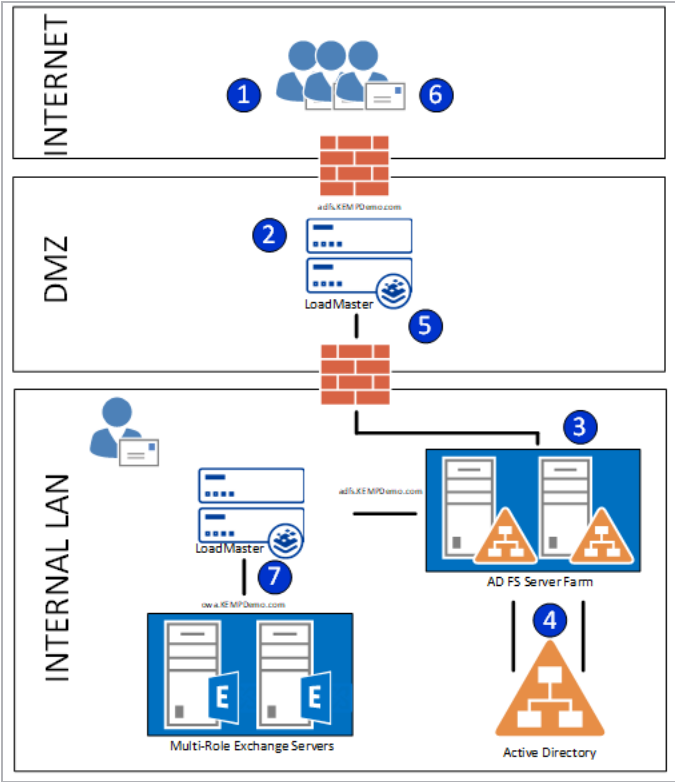 INTERNET
1
6
adfs.KEMPDemo.com
DMZ
2
LoadMaster
5
INTERNAL LAN
3
adfs.KEMPDemo.com
AD FS Server Farm
LoadMaster
7
owa.KEMPDemo.com
E
E
Multi-Role Exchange Servers
4
Active Directory